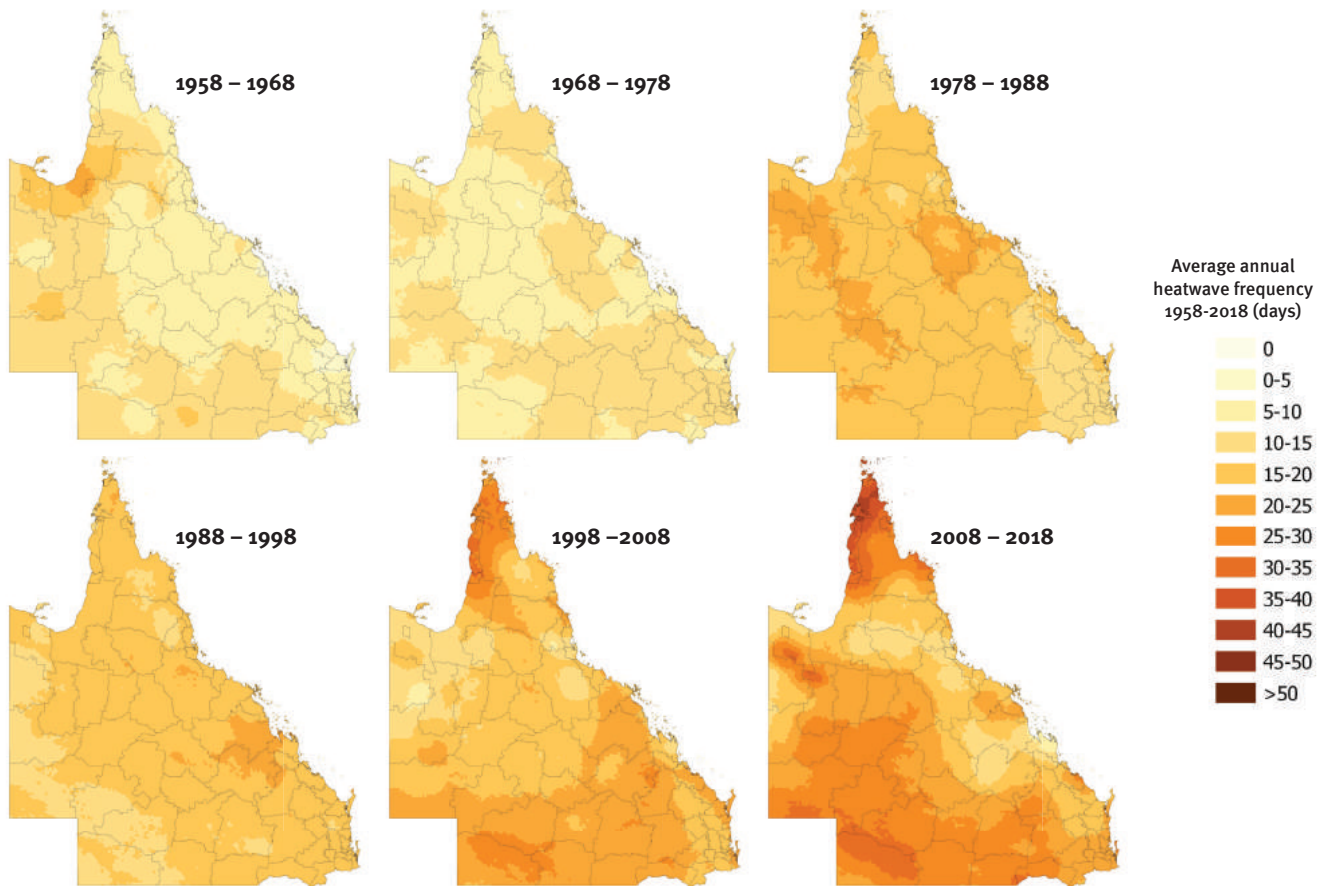 1958 – 1968
1968 – 1978
1978 – 1988
1988 – 1998
1998 –2008
2008 – 2018
Average annual
heatwave frequency
1958-2018 (days)
0
0-5
5-10
10-15
15-20
20-25
25-30
30-35
35-40
40-45
45-50
>50